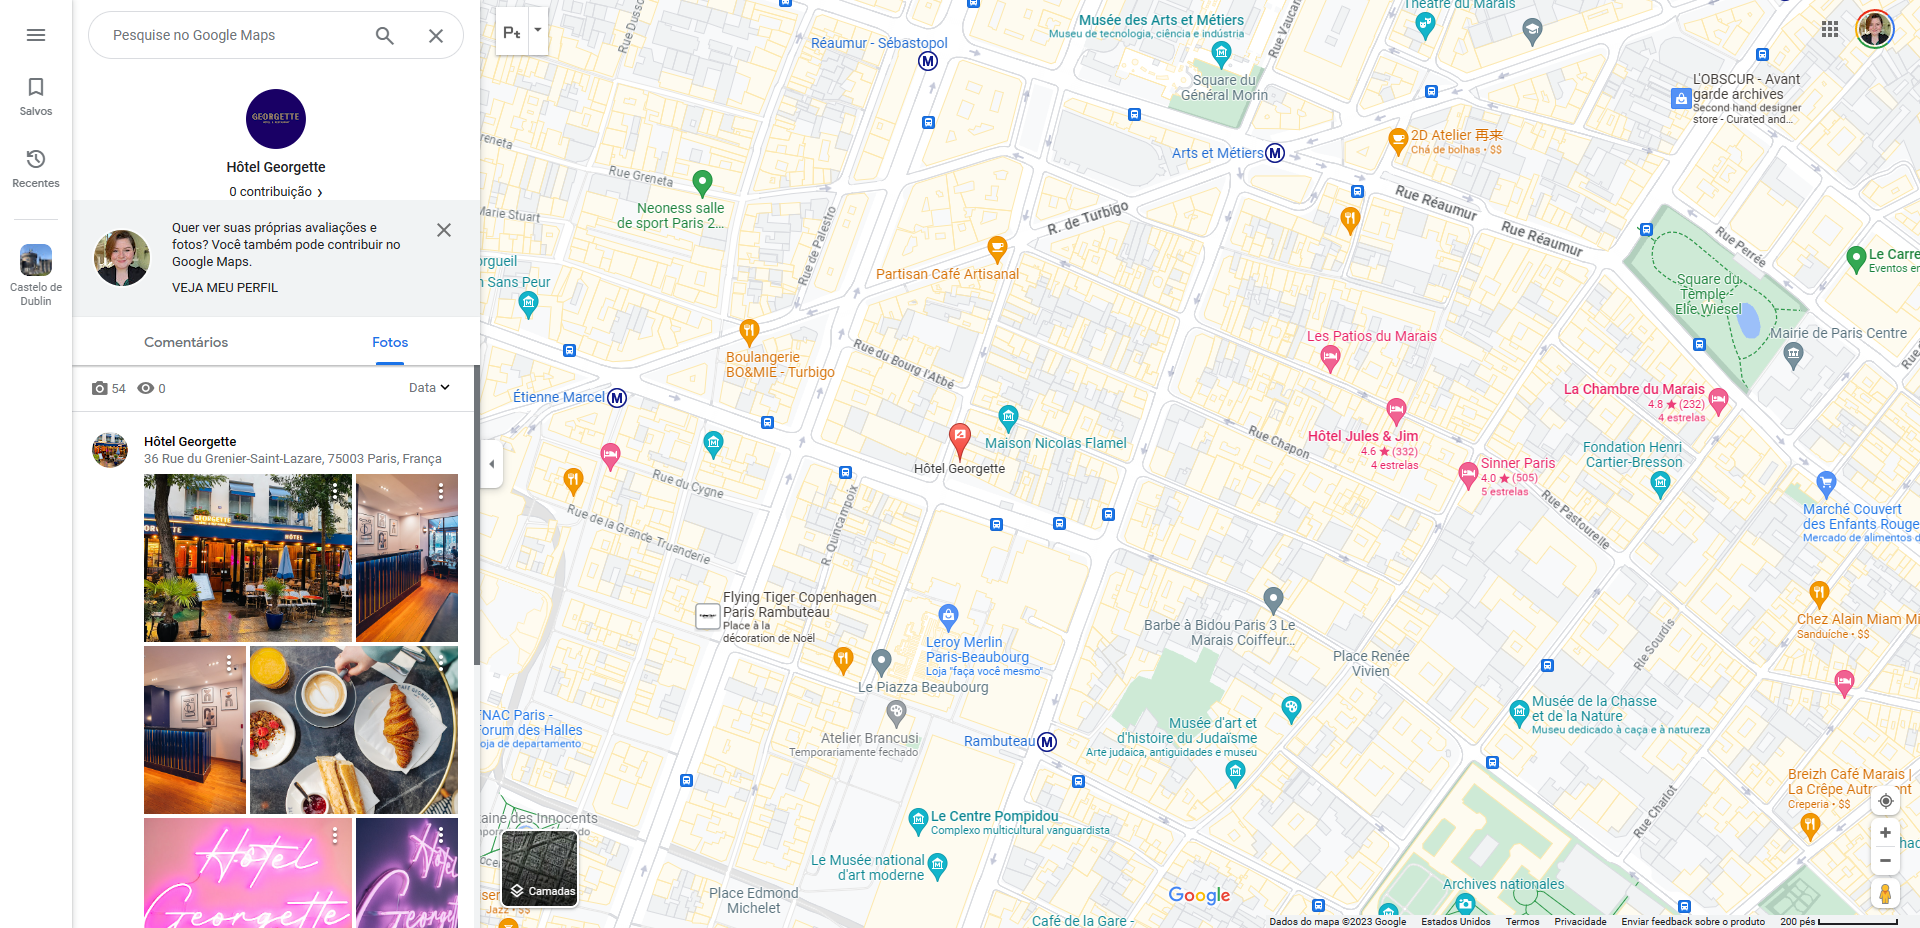 Pesquise no Google Maps
Salvos
Recentes
Castelo de
Dublin
GEORGETTE
Hôtel Georgette
0 contribuição
Quer ver suas próprias avaliações e
fotos? Você também pode contribuir no
Google Maps.
VEJA MEU PERFIL
Comentários
Fotos
54
0
Data
Hôtel Georgette
36 Rue du Grenier-Saint-Lazare, 75003 Paris, França
GEORGETTE
HÔTEL
Hôtel
Georgette
Camadas
Réaumur - Sébastopol
Musée des Arts et Métiers
Museu de tecnologia, ciência e indústria
Square du
Général Morin
Théâtre du Marais
L'OBSCUR - Avant
garde archives
Second hand designer
store - Curated and...
2D Atelier 再来
Chá de bolhas • $$
Arts et Métiers
Rue Réaumur
Rue Réaumur
Rue Greneta
Marie Stuart
Neoness salle
de sport Paris 2...
R. de Turbigo
Rue de Palestro
Partisan Café Artisanal
Rue Perrée
Le Carre
Eventos en
Square du
Temple -
Elie Wiesel
Mairie de Paris Centre
Boulangerie
BO&MIE - Turbigo
Rue du Bourg l'Abbé
Les Patios du Marais
La Chambre du Marais
4.8 ★ (232)
4 estrelas
Étienne Marcel
Maison Nicolas Flamel
Hôtel Georgette
Hôtel Jules & Jim
4.6 ★ (332)
4 estrelas
Rue Chapon
Sinner Paris
4.0 ★ (505)
5 estrelas
Fondation Henri
Cartier-Bresson
Rue du Cygne
Rue de la Grande Truanderie
R. Quincampoix
Rue Pastourelle
Marché Couvert
des Enfants Rouge
Mercado de alimentos d
Flying Tiger Copenhagen
Paris Rambuteau
Place à la
décoration de Noël
Leroy Merlin
Paris-Beaubourg
Loja "faça você mesmo"
Barbe à Bidou Paris 3 Le
Marais Coiffeur...
Place Renée
Vivien
Rle Sourdis
Chez Alain Miam Mi
Sanduíche • $$
Le Piazza Beaubourg
Atelier Brancusi
Temporariamente fechado
FNAC Paris -
Forum des Halles
oja de departamento
Rambuteau
Musée d'art et
d'histoire du Judaïsme
Arte judaica, antiguidades e museu
Musée de la Chasse
et de la Nature
Museu dedicado à caça e à natureza
Breizh Café Marais |
La Crêpe Autrement
Creperia • $$
Rue Charlot
Le Centre Pompidou
Complexo multicultural vanguardista
Le Musée national
d'art moderne
Place Edmond
Michelet
Café de la Gare -
Archives nationales
Jazz • $$
Google
Dados do mapa ©2023 Google
Estados Unidos
Termos
Privacidade
Enviar feedback sobre o produto
200 pés